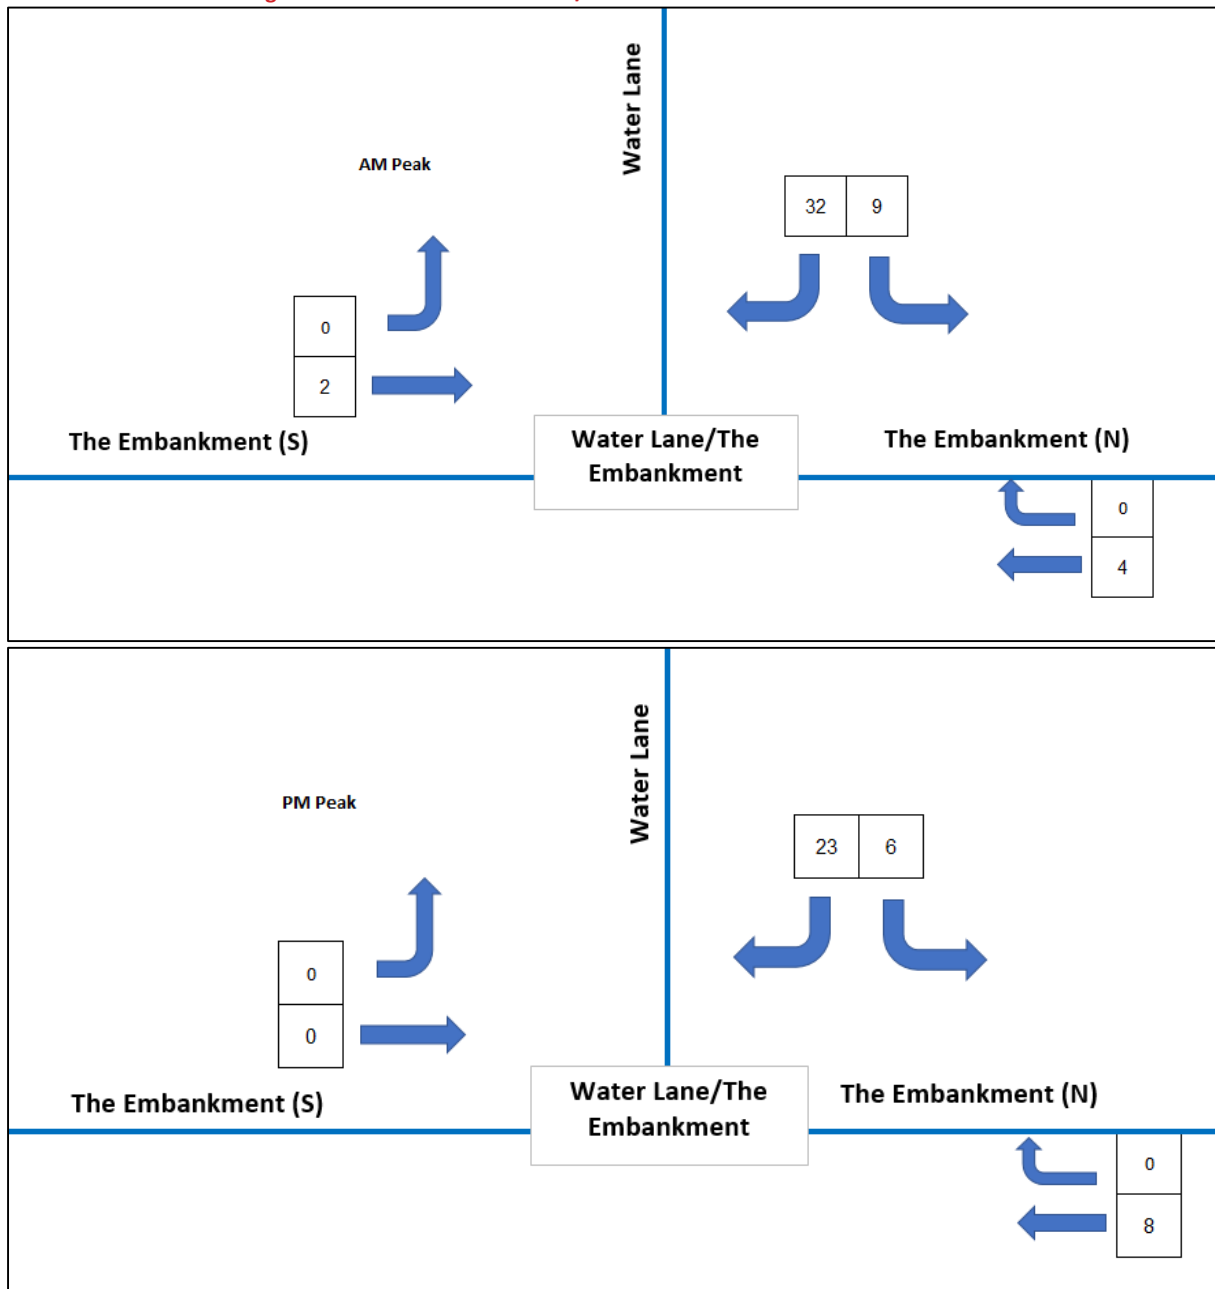 Water Lane
AM Peak
32 9
0
2
The Embankment (S)
Water Lane/The
Embankment
The Embankment (N)
0
4
Water Lane
PM Peak
23 6
0
0
The Embankment (S)
Water Lane/The
Embankment
The Embankment (N)
0
8